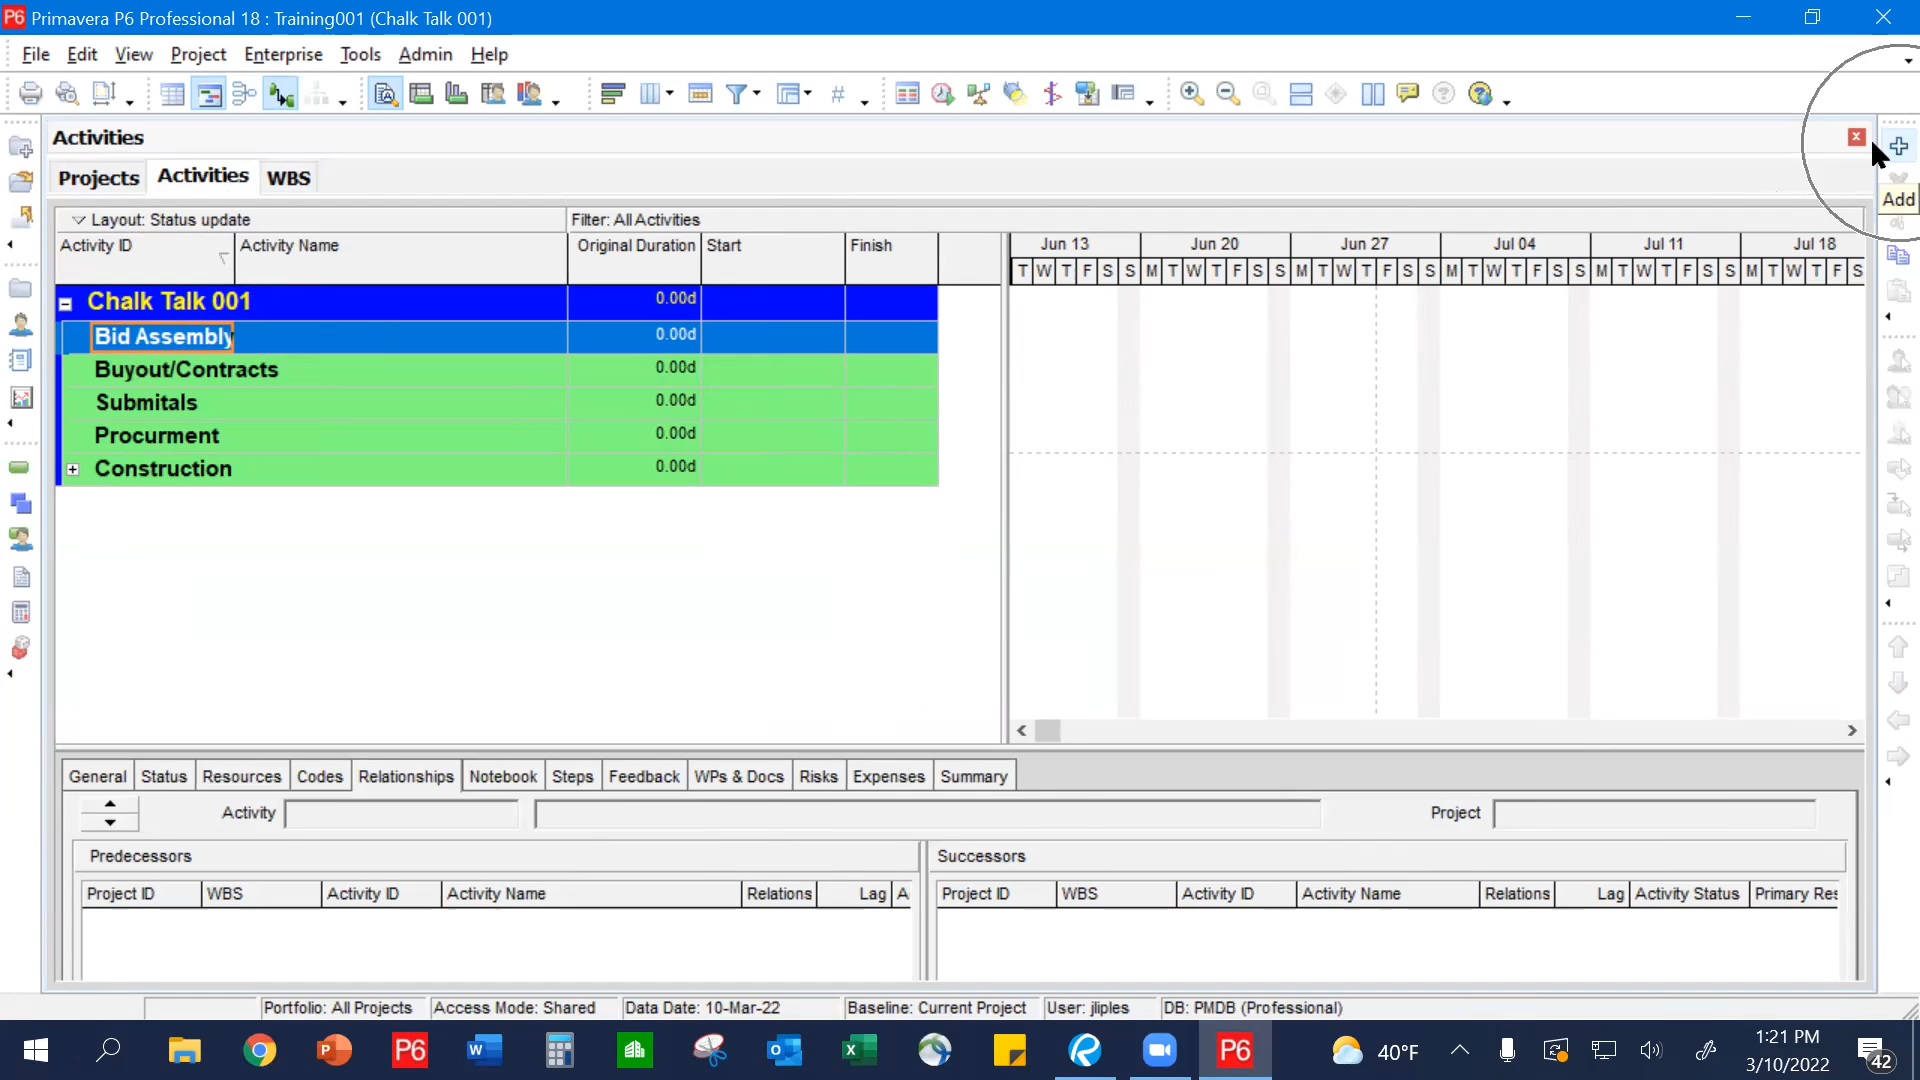 P6 Primavera P6 Professional 18 : Training001 (Chalk Talk 001)
File Edit View Project Enterprise Tools Admin Help
Activities
Projects Activities WBS
Add
Layout: Status update Filter: All Activities
Activity ID Activity Name Original Duration Start Finish
Jun 13 Jun 20 Jun 27 Jul 04 Jul 11 Jul 18
T W T F S S M T W T F S S M T W T F S S M T W T F S S M T W T F S S M T W T F S
Chalk Talk 001 0.00d
Bid Assembly 0.00d
Buyout/Contracts 0.00d
Submitals 0.00d
Procurment 0.00d
Construction 0.00d
General Status Resources Codes Relationships Notebook Steps Feedback WPs & Docs Risks Expenses Summary
Activity Project
Predecessors Successors
Project ID WBS Activity ID Activity Name Relations Lag A
Project ID WBS Activity ID Activity Name Relations Lag Activity Status Primary Res
Portfolio: All Projects Access Mode: Shared Data Date: 10-Mar-22 Baseline: Current Project User: jliples DB: PMDB (Professional)
40°F
1:21 PM
3/10/2022
42